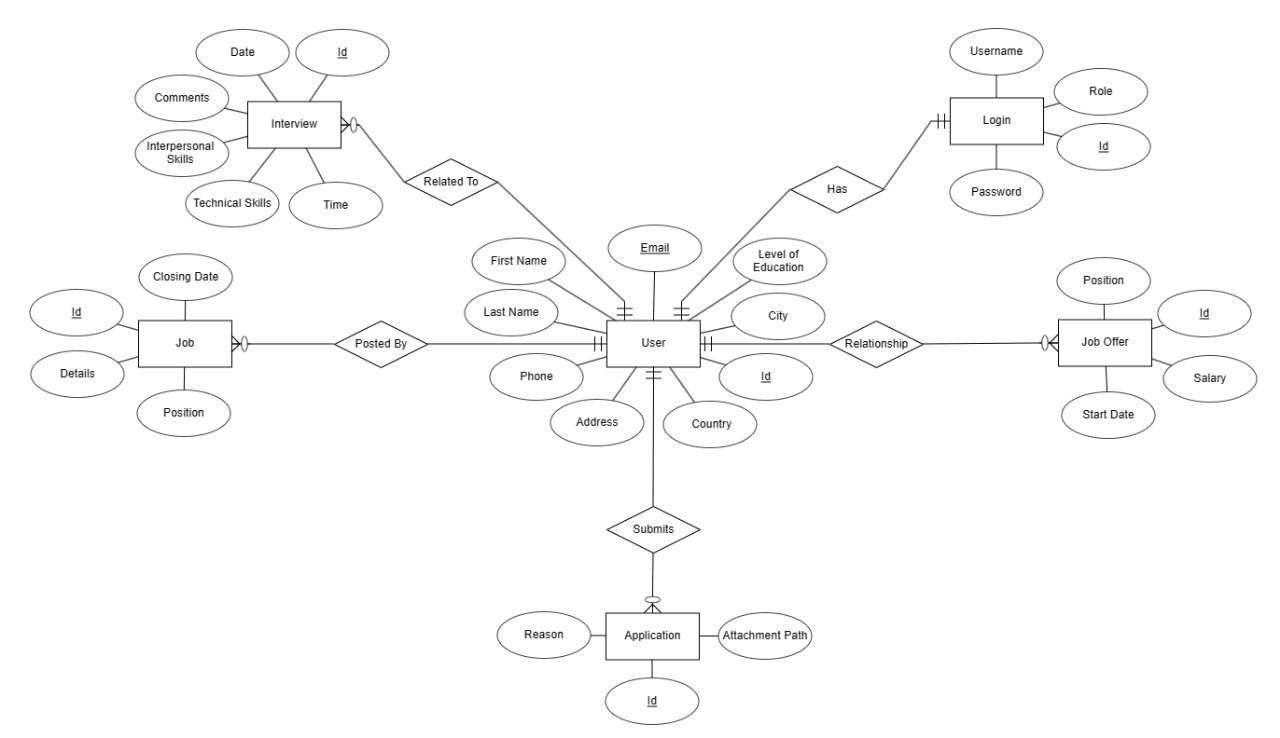 Date
Id
Comments
Interview
Interpersonal
Skills
Technical Skills
Time
Related To
Username
Role
Login
Id
Password
Has
Email
First Name
Level of
Education
Last Name
City
User
Phone
Id
Address
Country
Closing Date
Id
Job
Details
Position
Posted By
Relationship
Position
Id
Job Offer
Salary
Start Date
Submits
Reason
Application
Attachment Path
Id